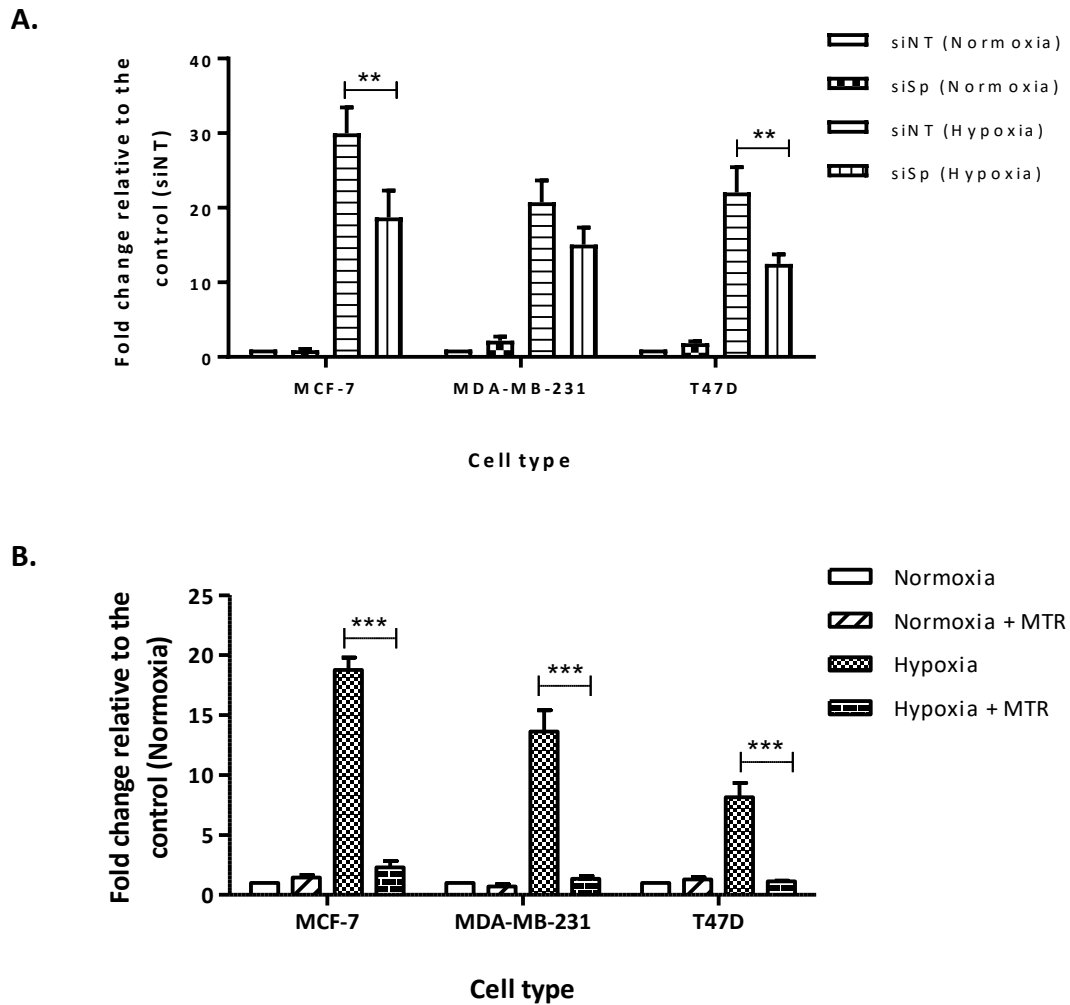 A.
Fold change relative to the
control (siNT)
40
30
20
10
0
**
**
MCF-7
MDA-MB-231
T47D
Cell type
siNT (Normoxia)
siSp (Normoxia)
siNT (Hypoxia)
siSp (Hypoxia)
B.
Fold change relative to the
control (Normoxia)
25
20
15
10
5
0
***
***
***
MCF-7
MDA-MB-231
T47D
Cell type
Normoxia
Normoxia + MTR
Hypoxia
Hypoxia + MTR